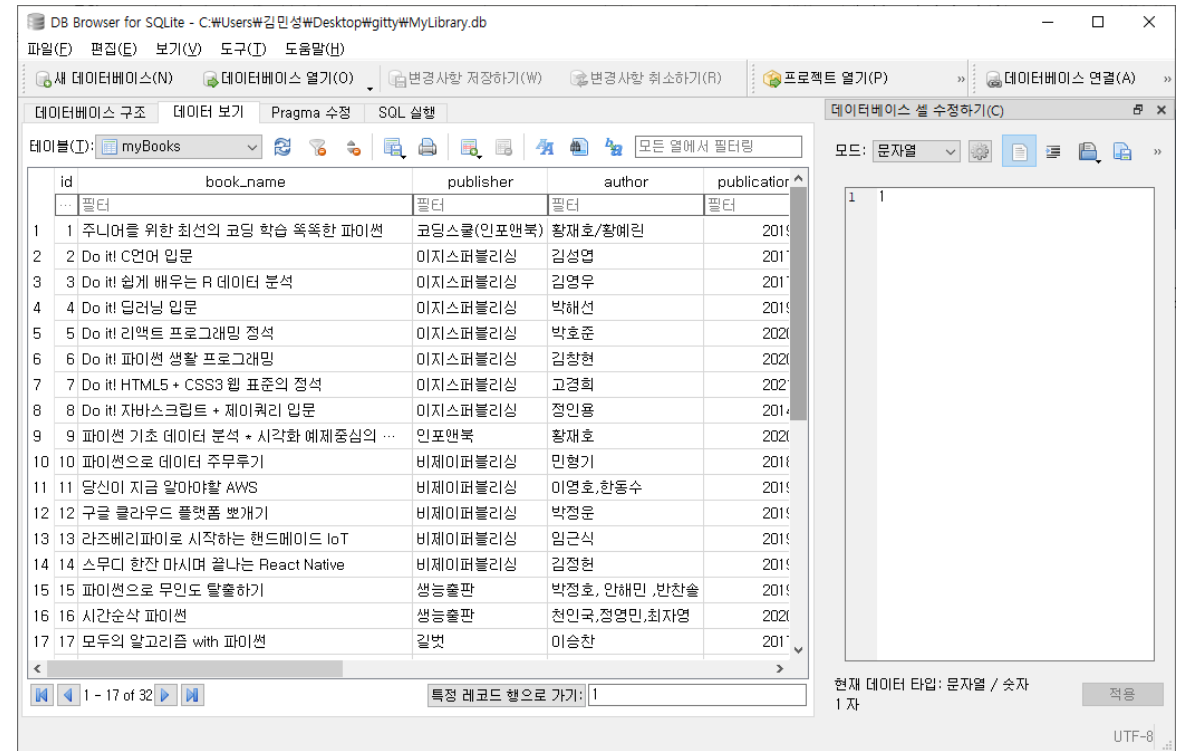 DB Browser for SQLite - C:₩Users₩김민성₩Desktop₩gitty₩MyLibrary.db
파일(F) 편집(E) 보기(V) 도구(T) 도움말(H)
새 데이터베이스(N) 데이터베이스 열기(O) 변경사항 저장하기(W) 변경사항 취소하기(R) 프로젝트 열기(P) » 데이터베이스 연결(A) »
데이터베이스 구조 데이터 보기 Pragma 수정 SQL 실행
테이블(T): myBooks 모든 열에서 필터링
id book_name publisher author publication
... 필터 필터 필터 필터
1 1 주니어를 위한 최선의 코딩 학습 똑똑한 파이썬 코딩스쿨(인포앤북) 황재호/황예린 2019
2 2 Do it! C언어 입문 이지스퍼블리싱 김성엽 201
3 3 Do it! 쉽게 배우는 R 데이터 분석 이지스퍼블리싱 김영우 201
4 4 Do it! 딥러닝 입문 이지스퍼블리싱 박해선 2019
5 5 Do it! 리액트 프로그래밍 정석 이지스퍼블리싱 박호준 2020
6 6 Do it! 파이썬 생활 프로그래밍 이지스퍼블리싱 김창현 2020
7 7 Do it! HTML5 + CSS3 웹 표준의 정석 이지스퍼블리싱 고경희 202
8 8 Do it! 자바스크립트 + 제이쿼리 입문 이지스퍼블리싱 정인용 2014
9 9 파이썬 기초 데이터 분석 * 시각화 예제중심의 ... 인포앤북 황재호 2020
10 10 파이썬으로 데이터 주무루기 비제이퍼블리싱 민형기 2018
11 11 당신이 지금 알아야할 AWS 비제이퍼블리싱 이영호,한동수 2019
12 12 구글 클라우드 플랫폼 뽀개기 비제이퍼블리싱 박정운 2019
13 13 라즈베리파이로 시작하는 핸드메이드 IoT 비제이퍼블리싱 임근식 2019
14 14 스무디 한잔 마시며 끝나는 React Native 비제이퍼블리싱 김정헌 2019
15 15 파이썬으로 무인도 탈출하기 생능출판 박정호, 안해민 ,반찬솔 2019
16 16 시간순삭 파이썬 생능출판 천인국,정영민,최자영 2020
17 17 모두의 알고리즘 with 파이썬 길벗 이승찬 201
1 - 17 of 32 특정 레코드 행으로 가기: 1
데이터베이스 셀 수정하기(C)
모드: 문자열 »
1 1
현재 데이터 타입: 문자열 / 숫자
1 자
적용
UTF-8